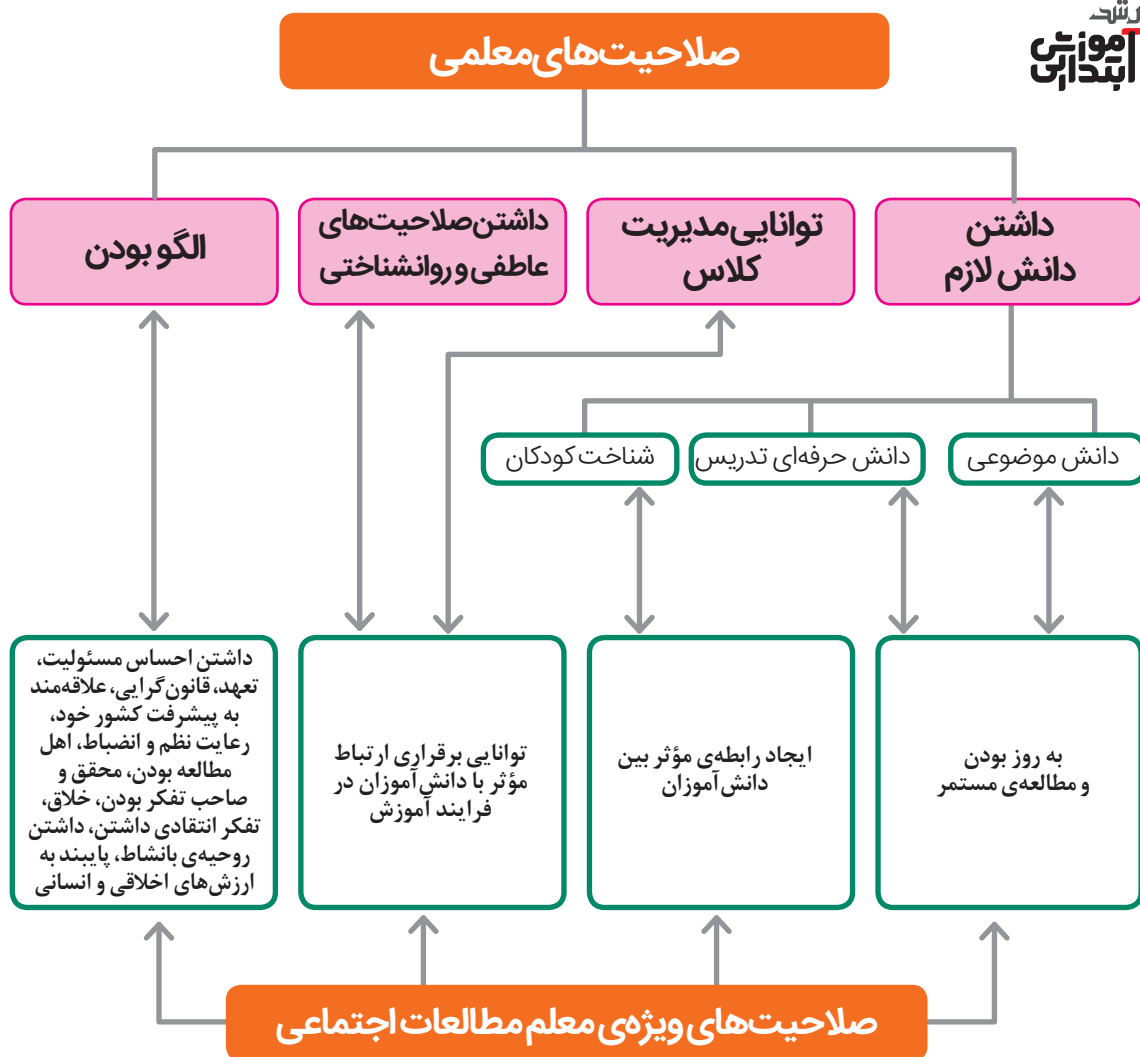 رشد
آموزش
ابتدایی
صلاحیت‌های معلمی
داشتن
دانش لازم
توانایی مدیریت
کلاس
داشتن صلاحیت‌های
عاطفی و روانشناختی
الگو بودن
دانش موضوعی
دانش حرفه‌ای تدریس
شناخت کودکان
به روز بودن
و مطالعه‌ی مستمر
ایجاد رابطه‌ی مؤثر بین
دانش‌آموزان
توانایی برقراری ارتباط
مؤثر با دانش‌آموزان در
فرایند آموزش
داشتن احساس مسئولیت،
تعهد، قانون‌گرایی، علاقه‌مند
به پیشرفت کشور خود،
رعایت نظم و انضباط، اهل
مطالعه بودن، محقق و
صاحب تفکر بودن، خلاق،
تفکر انتقادی داشتن، داشتن
روحیه‌ی بانشاط، پایبند به
ارزش‌های اخلاقی و انسانی
صلاحیت‌های ویژه‌ی معلم مطالعات اجتماعی